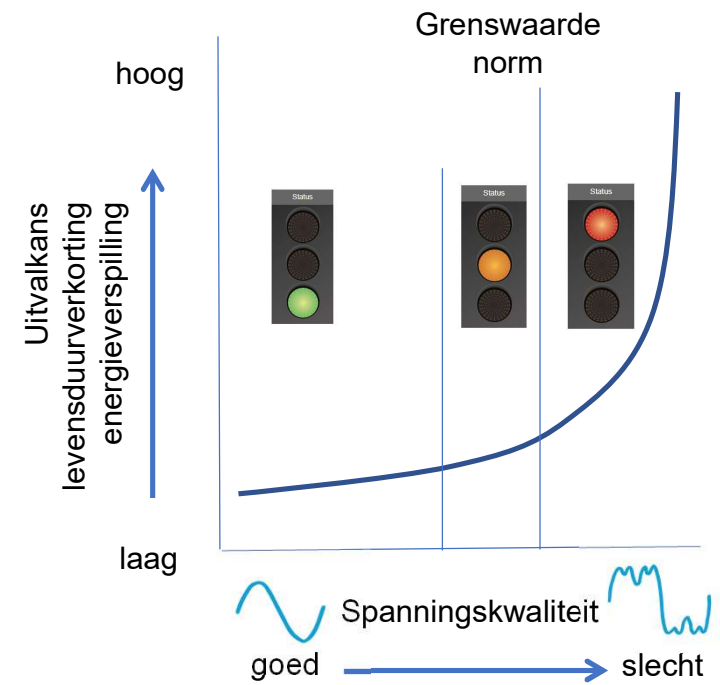 Grenswaarde
norm
hoog
Uitvalkans
levensduurverkorting
energieverspilling
Status
Status
Status
laag
Spanningskwaliteit
goed
slecht